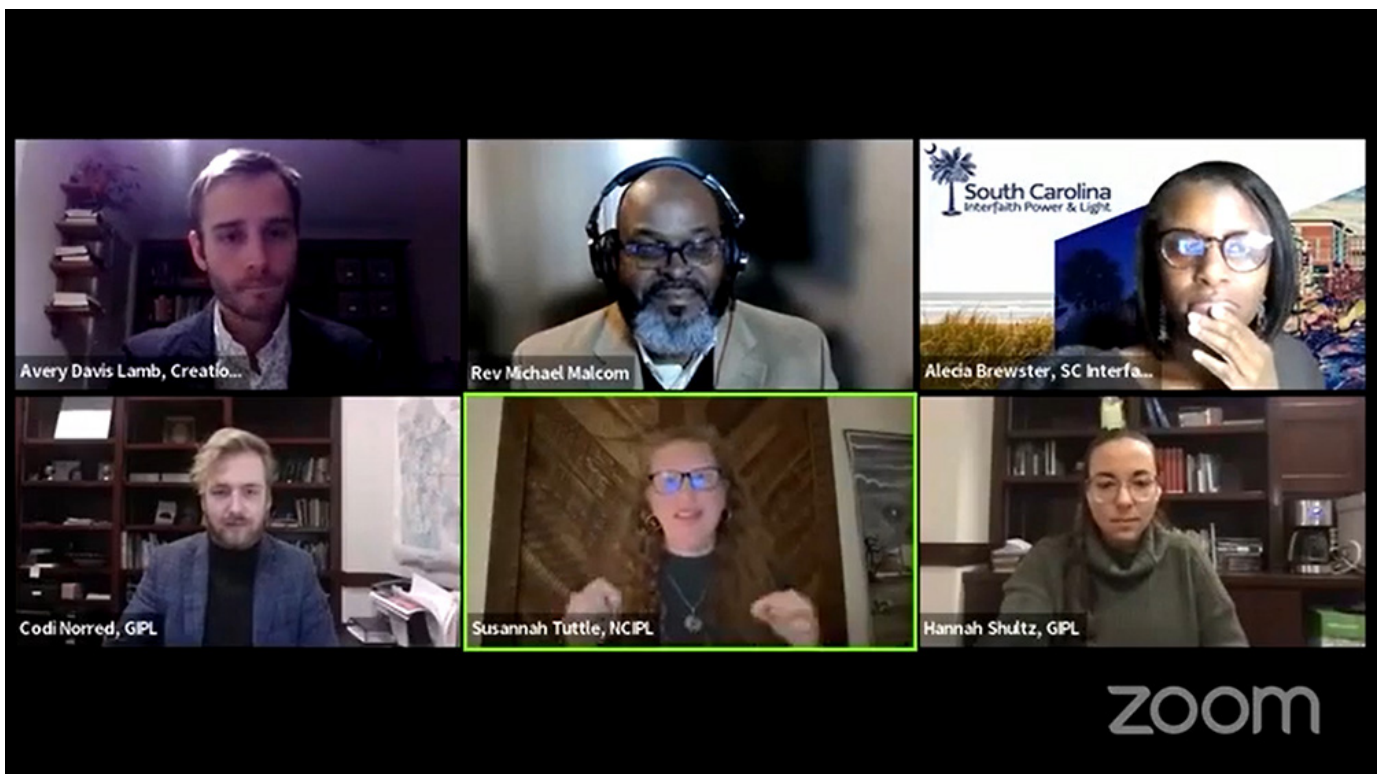 South Carolina
Interfaith Power & Light
Avery Davis Lamb, Creatio...
Rev Michael Malcom
Alecia Brewster, SC Interfa...
Codi Norred, GIPL
Susannah Tuttle, NCIPL
Hannah Shultz, GIPL
zoom